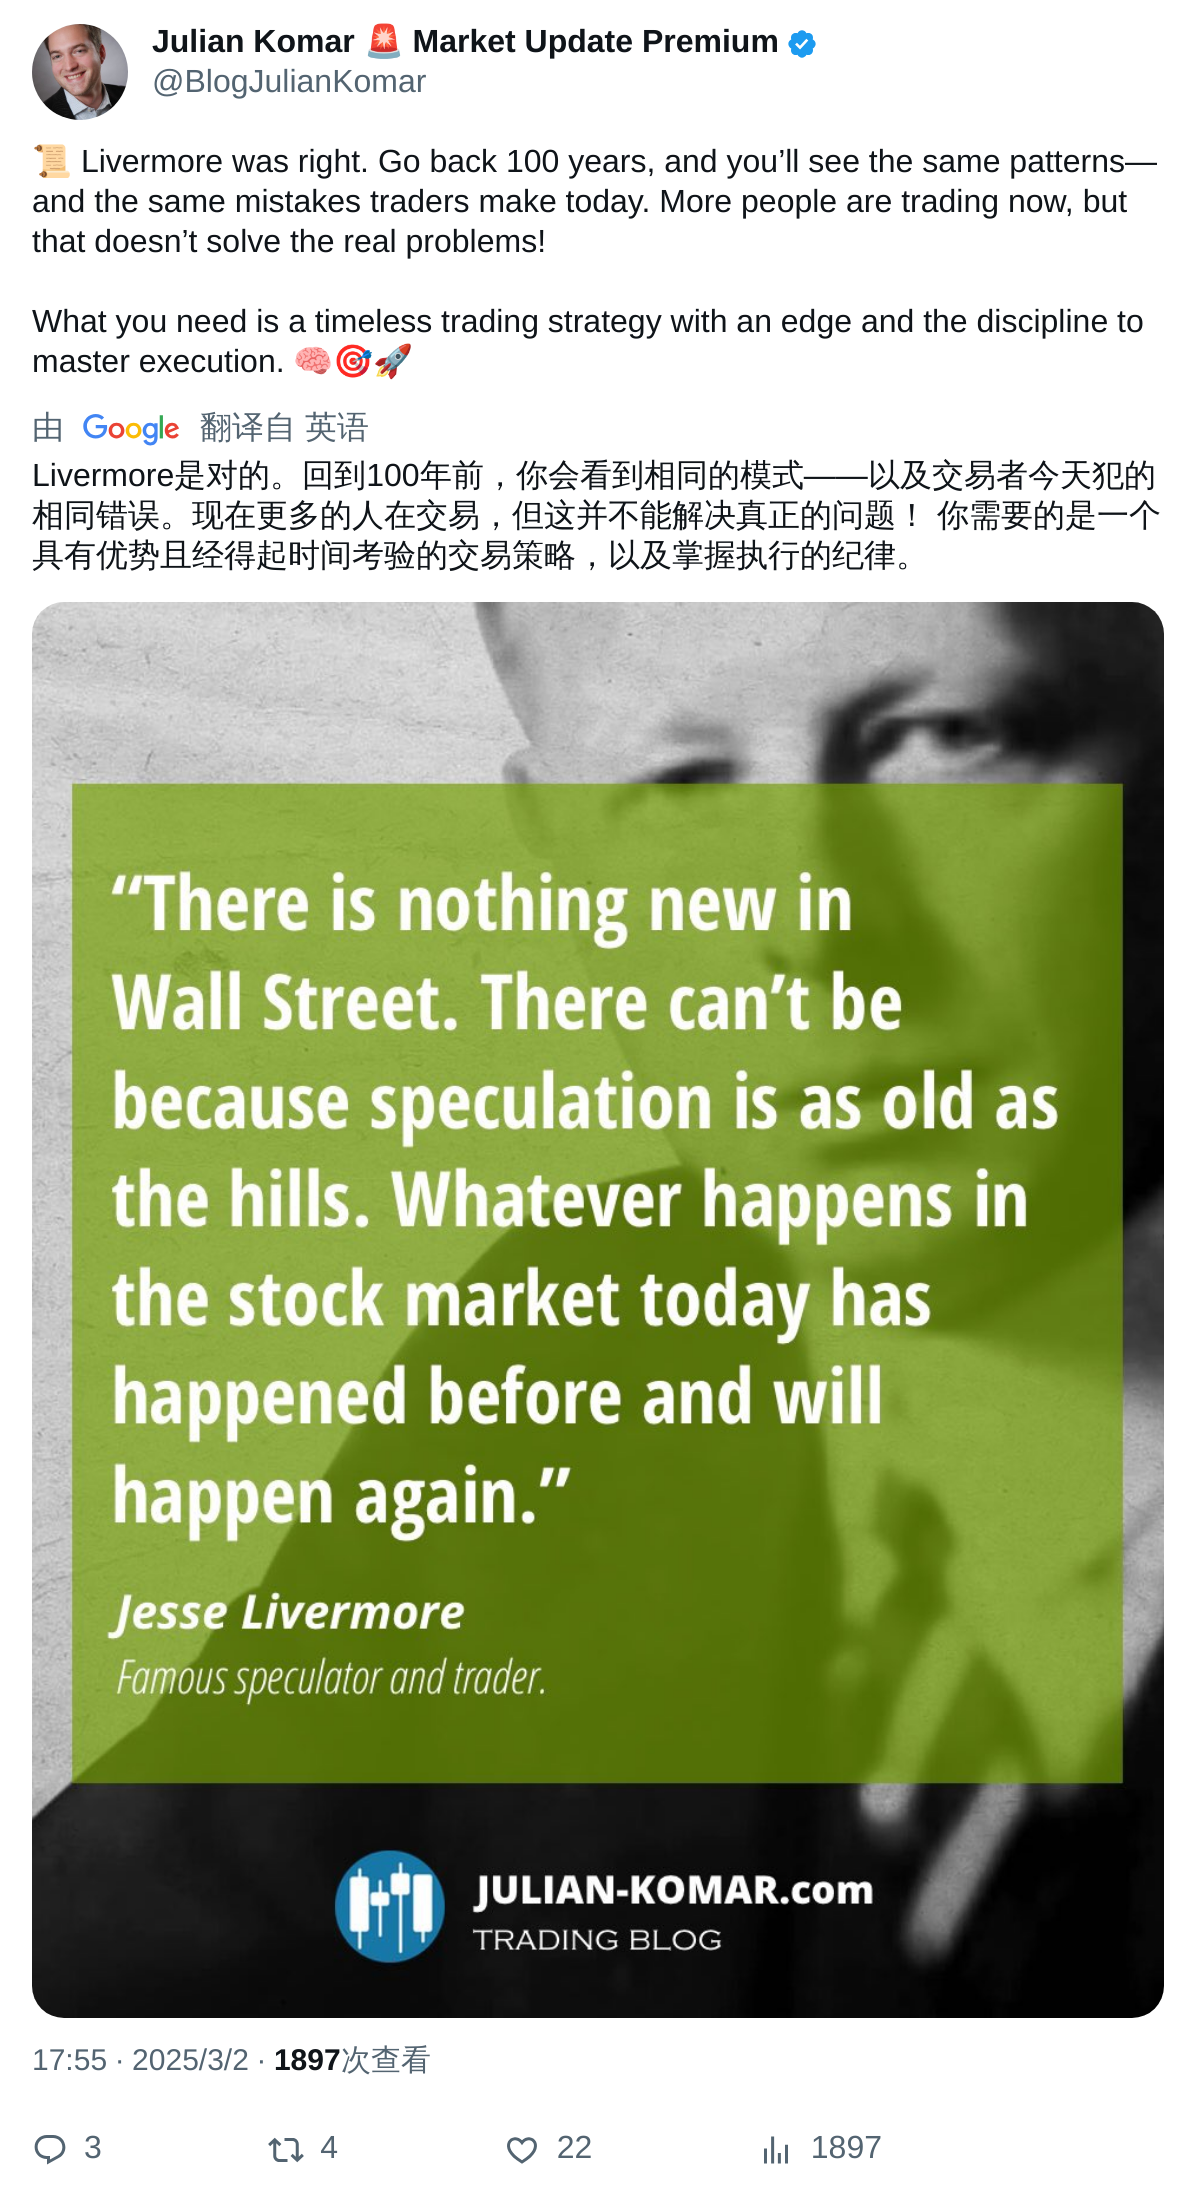 Julian Komar 🚨 Market Update Premium
@BlogJulianKomar
📜 Livermore was right. Go back 100 years, and you’ll see the same patterns—
and the same mistakes traders make today. More people are trading now, but
that doesn’t solve the real problems!
What you need is a timeless trading strategy with an edge and the discipline to
master execution. 🧠🎯🚀
由 Google 翻译自 英语
Livermore是对的。回到100年前，你会看到相同的模式——以及交易者今天犯的
相同错误。现在更多的人在交易，但这并不能解决真正的问题！ 你需要的是一个
具有优势且经得起时间考验的交易策略，以及掌握执行的纪律。
“There is nothing new in
Wall Street. There can’t be
because speculation is as old as
the hills. Whatever happens in
the stock market today has
happened before and will
happen again.”
Jesse Livermore
Famous speculator and trader.
JULIAN-KOMAR.com
TRADING BLOG
17:55 · 2025/3/2 · 1897次查看
3 4 22 1897